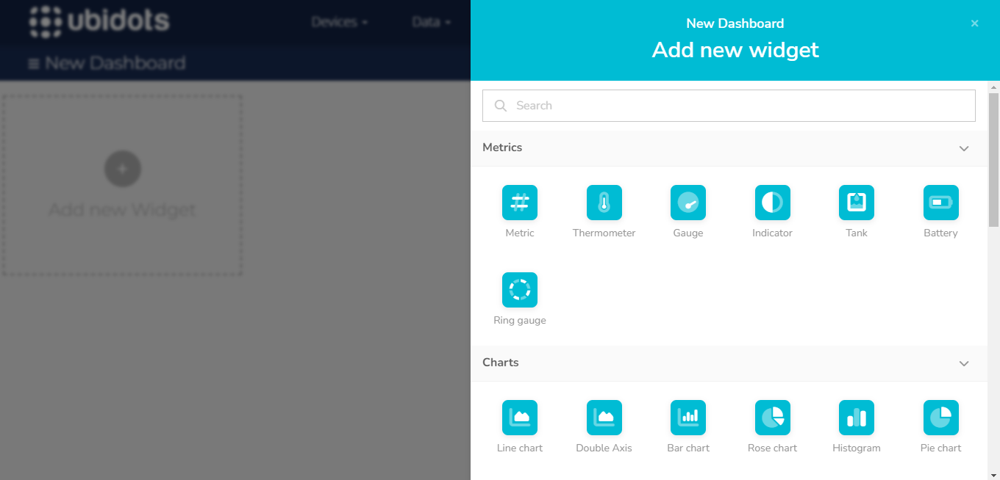 ubidots
Devices
Data
New Dashboard
Add new Widget
New Dashboard
Add new widget
Search
Metrics
Metric
Thermometer
Gauge
Indicator
Tank
Battery
Ring gauge
Charts
Line chart
Double Axis
Bar chart
Rose chart
Histogram
Pie chart